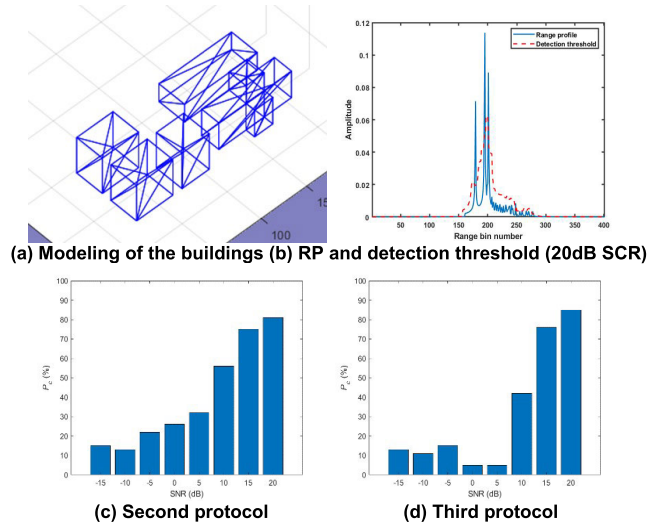 100
15
0.12
0.1
0.08
0.06
0.04
0.02
0
Amplitude
50 100 150 200 250 300 350 400
Range bin number
Range profile
Detection threshold
(a) Modeling of the buildings (b) RP and detection threshold (20dB SCR)
100
90
80
70
60
50
40
30
20
10
0
P_c (%)
-15 -10 -5 0 5 10 15 20
SNR (dB)
(c) Second protocol
100
90
80
70
60
50
40
30
20
10
0
P_c (%)
-15 -10 -5 0 5 10 15 20
SNR (dB)
(d) Third protocol